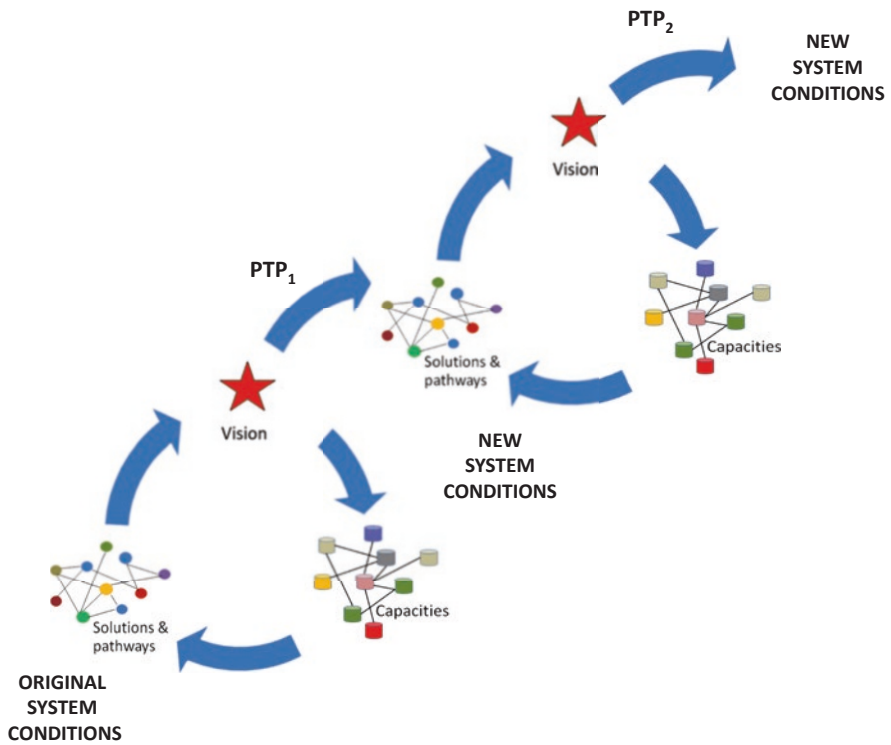 PTP₂
NEW
SYSTEM
CONDITIONS
Vision
PTP₁
Solutions &
pathways
Capacities
Vision
NEW
SYSTEM
CONDITIONS
Solutions &
pathways
Capacities
ORIGINAL
SYSTEM
CONDITIONS